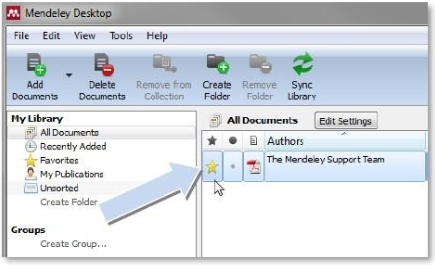 Mendeley Desktop
File Edit View Tools Help
Add Documents
Delete Documents
Remove from Collection
Create Folder
Remove Folder
Sync Library
My Library
All Documents
Recently Added
Favorites
My Publications
Unsorted
Create Folder
Groups
Create Group...
All Documents Edit Settings
Authors
The Mendeley Support Team